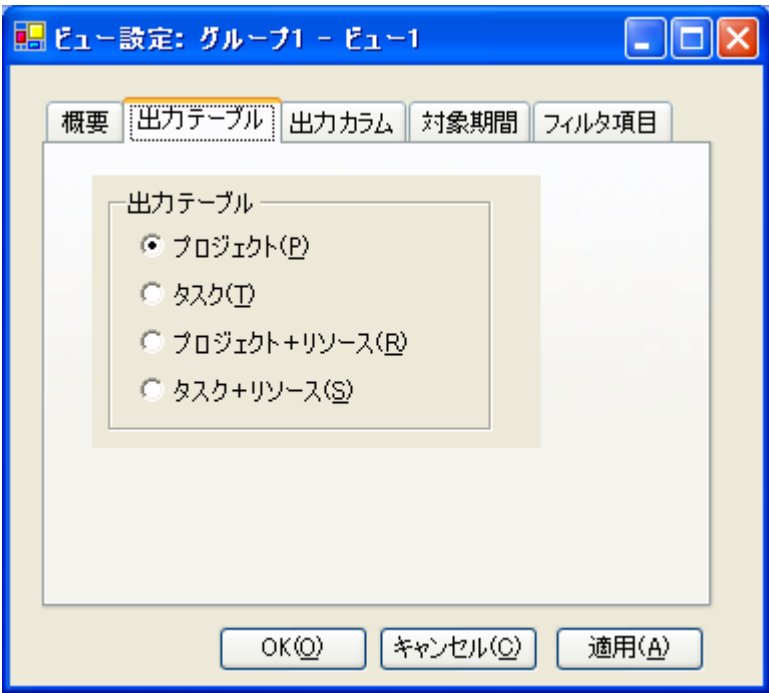 ビュー設定: グループ1 - ビュー1
概要 出力テーブル 出力カラム 対象期間 フィルタ項目
出力テーブル
プロジェクト(P)
タスク(T)
プロジェクト+リソース(R)
タスク+リソース(S)
OK(O) キャンセル(C) 適用(A)